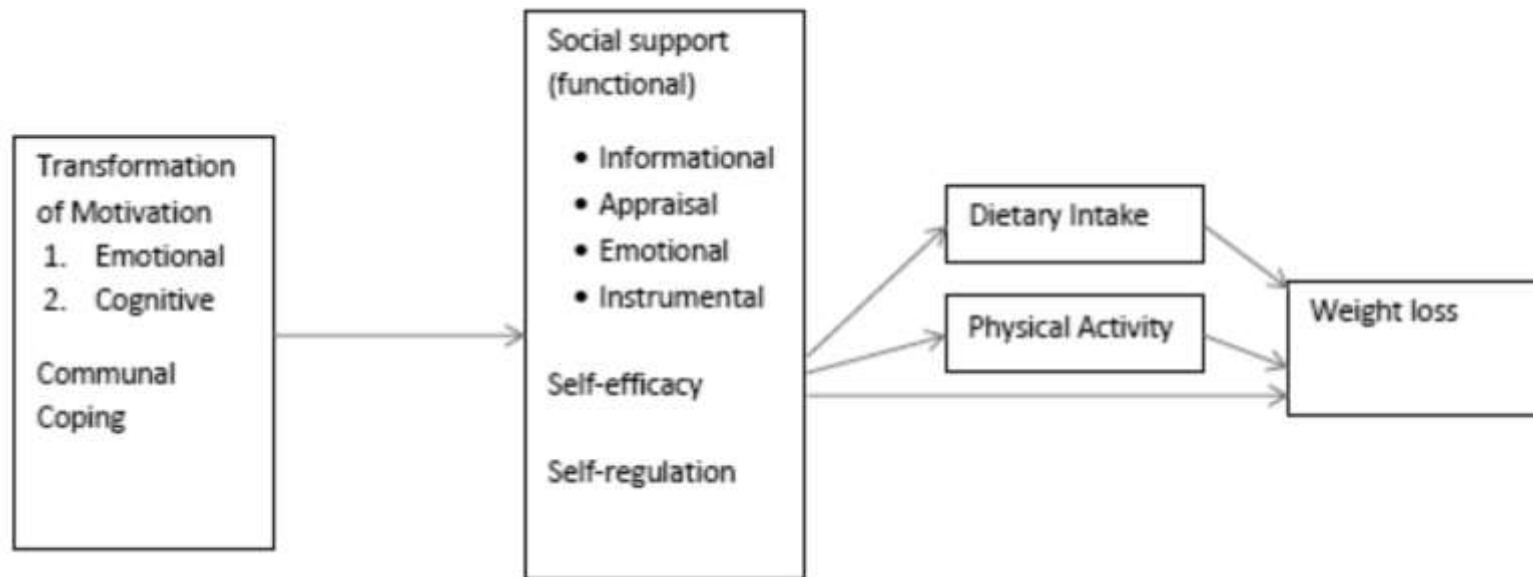 Transformation
of Motivation
1. Emotional
2. Cognitive
Communal
Coping
Social support
(functional)
• Informational
• Appraisal
• Emotional
• Instrumental
Self-efficacy
Self-regulation
Dietary Intake
Physical Activity
Weight loss